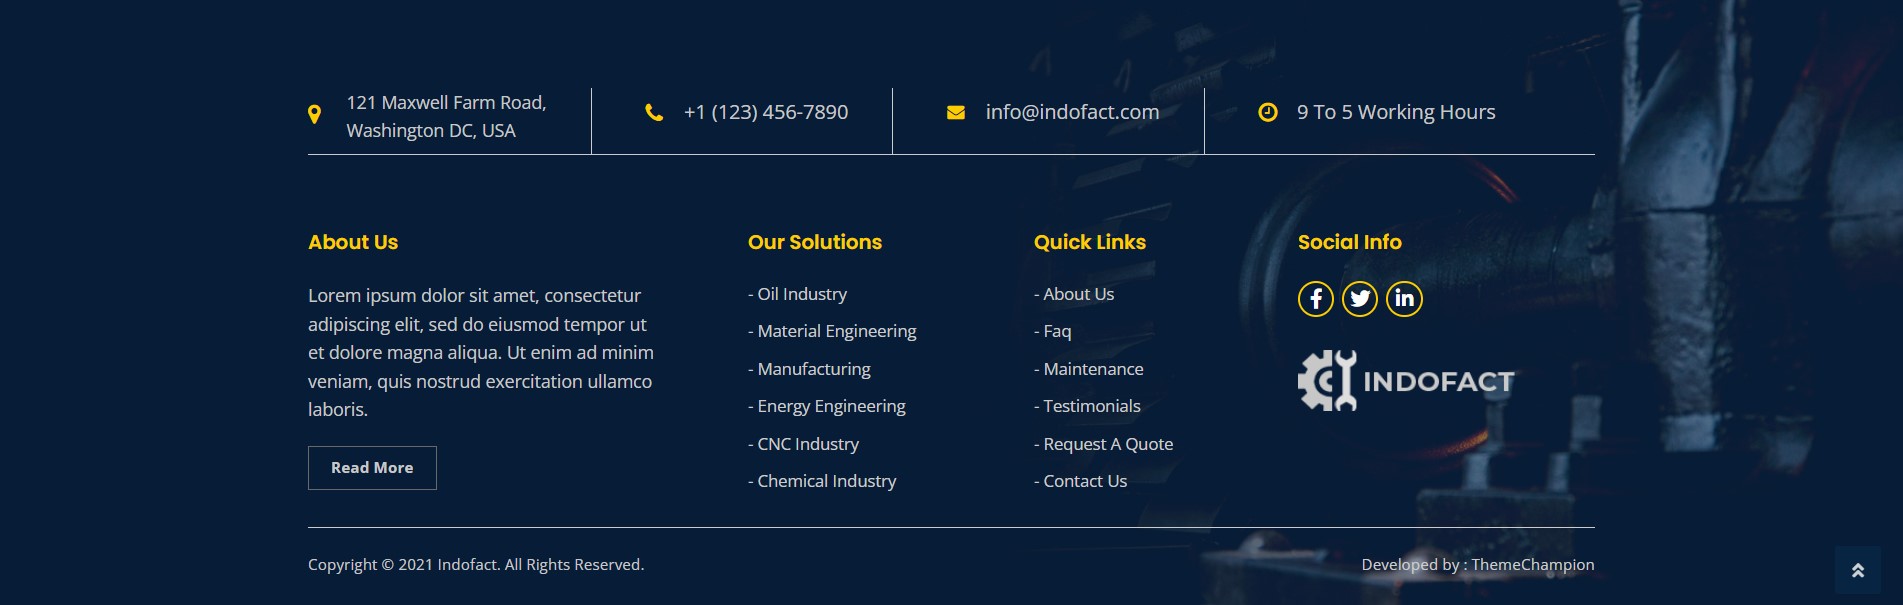 121 Maxwell Farm Road,
Washington DC, USA
+1 (123) 456-7890
info@indofact.com
9 To 5 Working Hours
About Us
Lorem ipsum dolor sit amet, consectetur
adipiscing elit, sed do eiusmod tempor ut
et dolore magna aliqua. Ut enim ad minim
veniam, quis nostrud exercitation ullamco
laboris.
Read More
Our Solutions
- Oil Industry
- Material Engineering
- Manufacturing
- Energy Engineering
- CNC Industry
- Chemical Industry
Quick Links
- About Us
- Faq
- Maintenance
- Testimonials
- Request A Quote
- Contact Us
Social Info
INDOFACT
Copyright © 2021 Indofact. All Rights Reserved.
Developed by : ThemeChampion